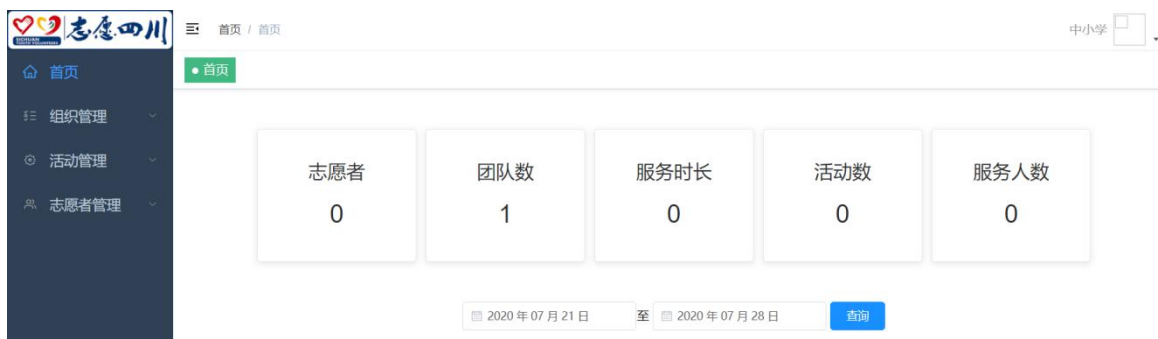 志愿四川
SICHUAN
YOUTH VOLUNTEERS
首页 / 首页
中小学
首页
首页
组织管理
活动管理
志愿者管理
志愿者 团队数 服务时长 活动数 服务人数
0 1 0 0 0
2020 年 07 月 21 日 至 2020 年 07 月 28 日 查询